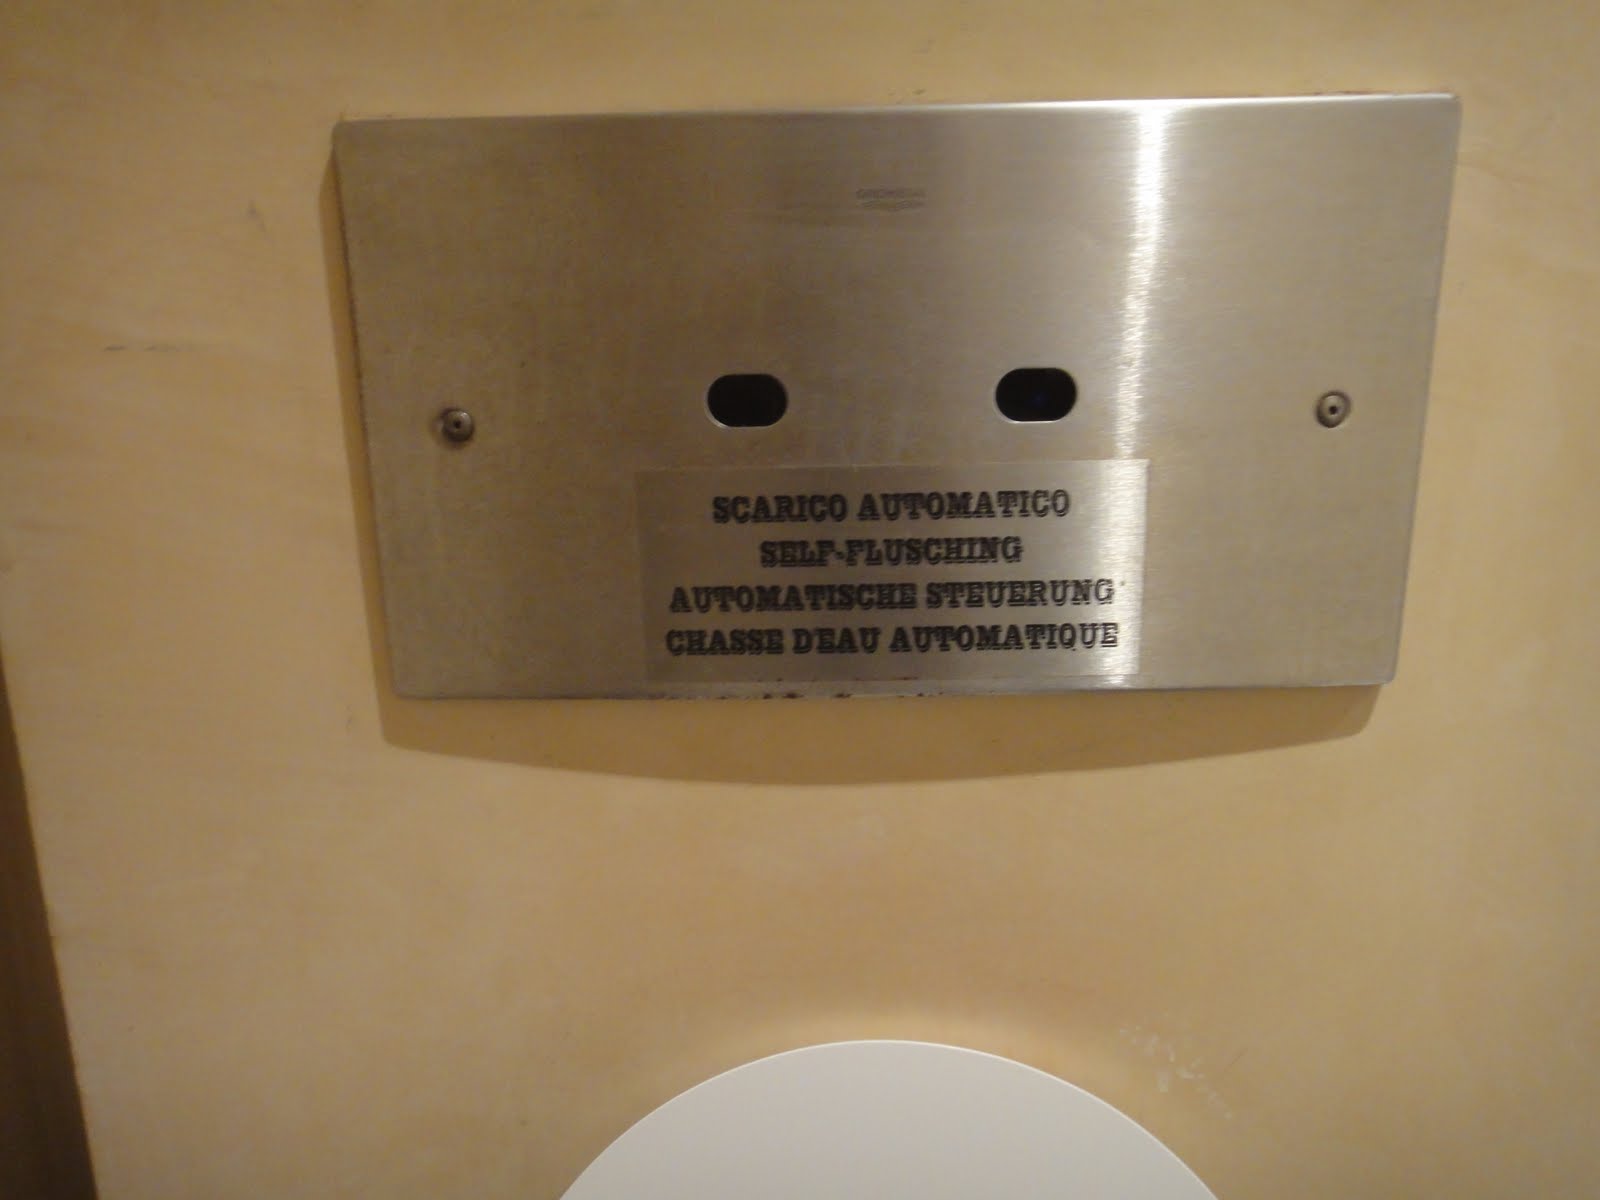 SCARICO AUTOMATICO
SELF-FLUSCHING
AUTOMATISCHE STEUERUNG
CHASSE D'EAU AUTOMATIQUE